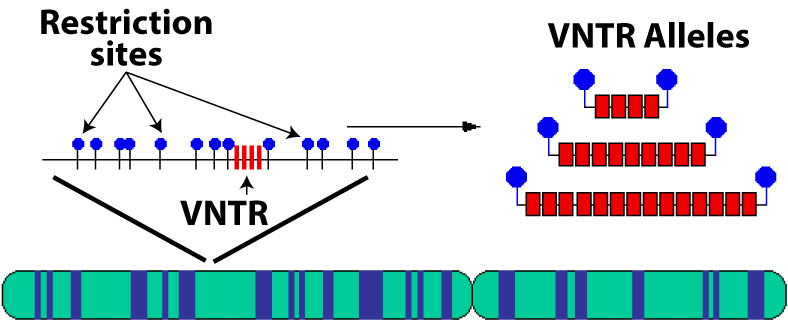 Restriction
sites
VNTR Alleles
VNTR